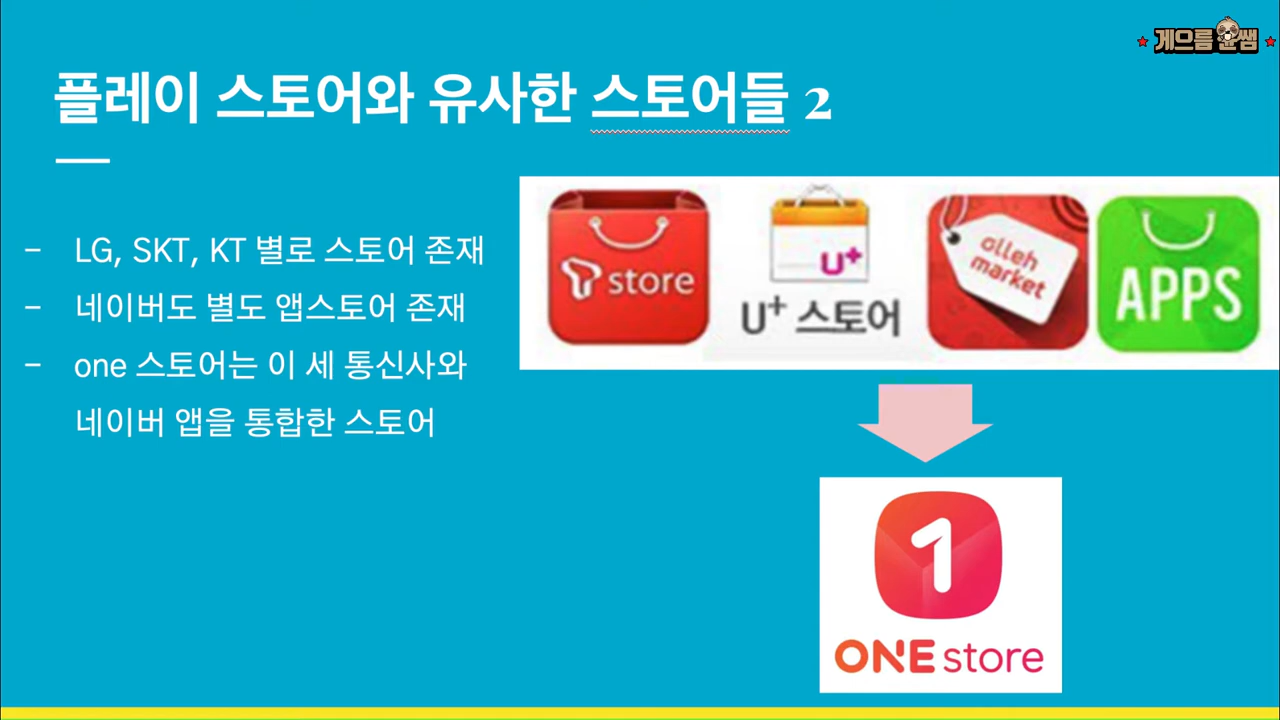 게으름 윤쌤
플레이 스토어와 유사한 스토어들 2
- LG, SKT, KT 별로 스토어 존재
- 네이버도 별도 앱스토어 존재
- one 스토어는 이 세 통신사와
네이버 앱을 통합한 스토어
T store
U+
U+ 스토어
olleh
market
APPS
1
ONE store